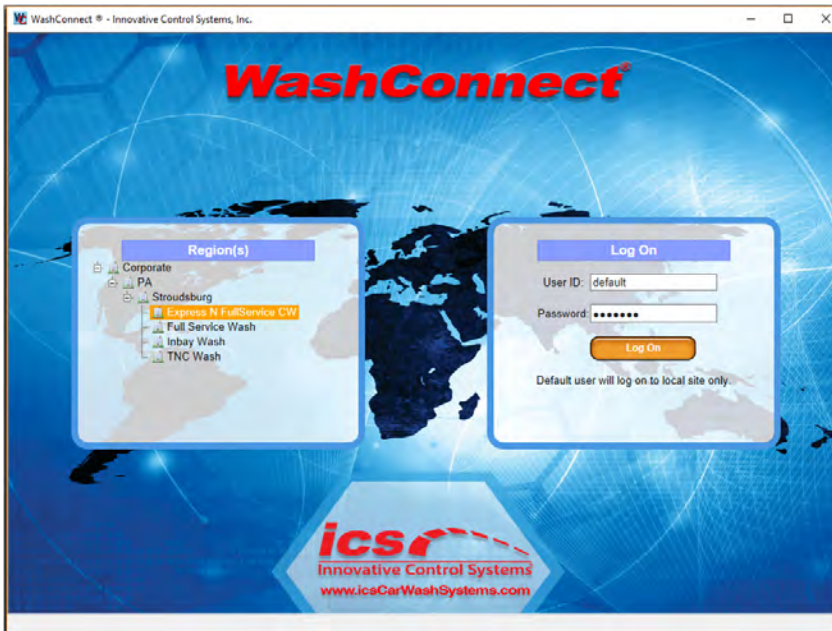 WashConnect ® - Innovative Control Systems, Inc.
WashConnect®
Region(s)
Corporate
PA
Stroudsburg
Express N FullService CW
Full Service Wash
Inbay Wash
TNC Wash
Log On
User ID: default
Password: •••••••
Log On
Default user will log on to local site only.
ics
Innovative Control Systems
www.icsCarWashSystems.com